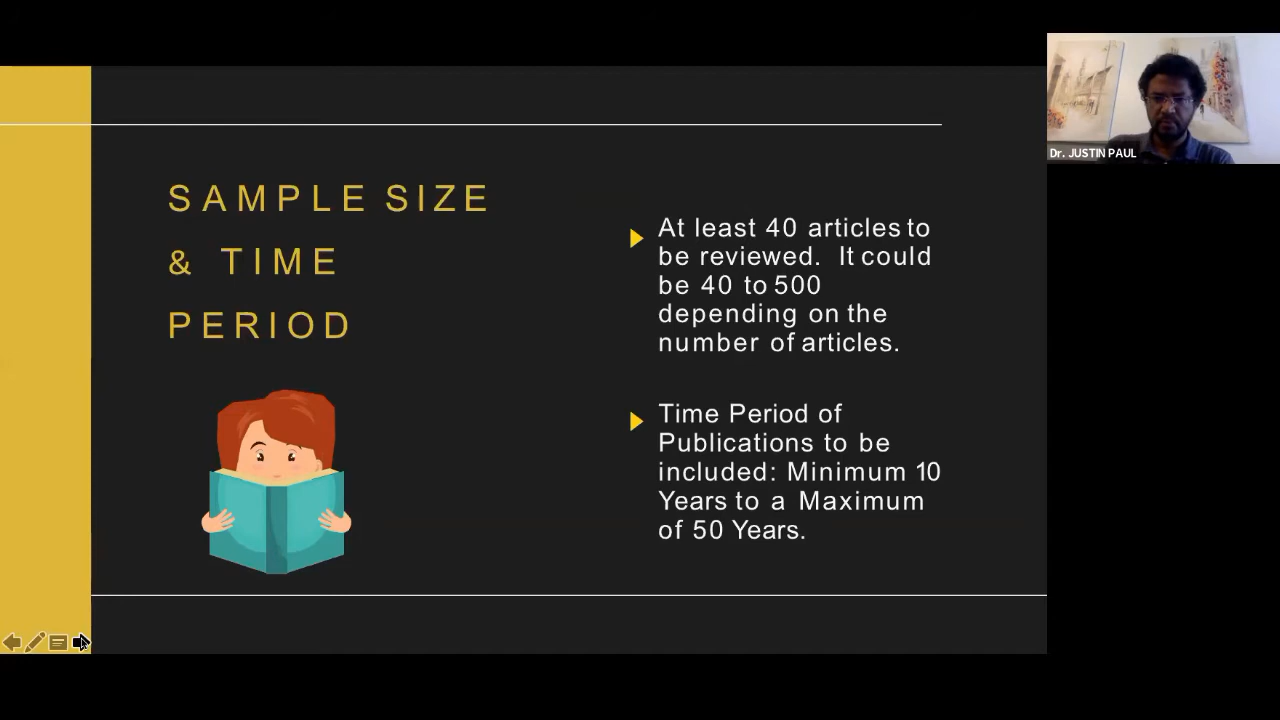 SAMPLE SIZE
& TIME
PERIOD
At least 40 articles to
be reviewed. It could
be 40 to 500
depending on the
number of articles.
Time Period of
Publications to be
included: Minimum 10
Years to a Maximum
of 50 Years.
Dr. JUSTIN PAUL